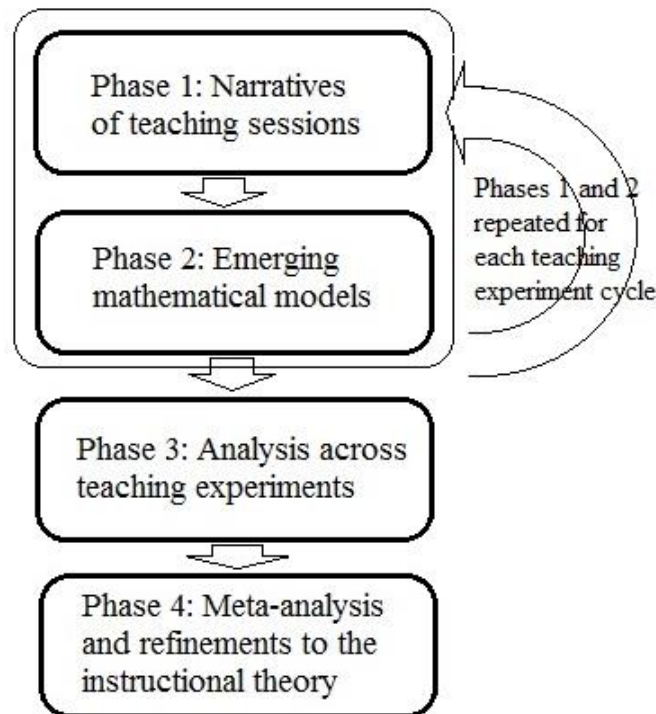 Phase 1: Narratives
of teaching sessions
Phases 1 and 2
repeated for
each teaching
experiment cycle
Phase 2: Emerging
mathematical models
Phase 3: Analysis across
teaching experiments
Phase 4: Meta-analysis
and refinements to the
instructional theory